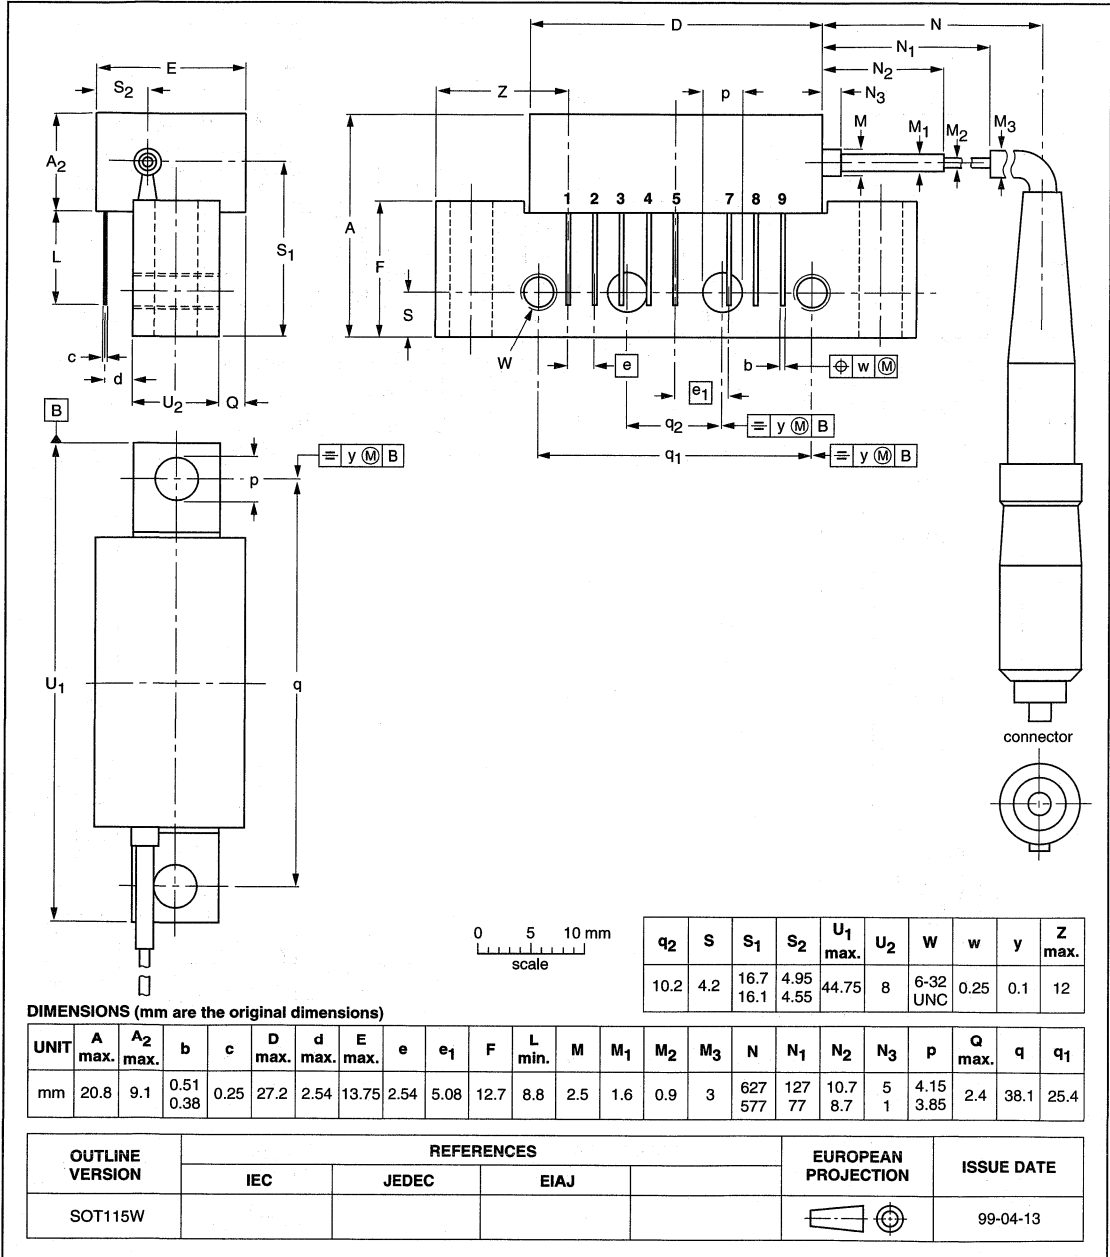 D
N
N1
E
N2
S2
Z
p
N3
M
M1
M2
M3
A2
1 2 3 4 5 7 8 9
A
L
S1
F
S
c
W
e
b
w M
d
e1
U2
Q
B
q2
y M B
y M B
q1
y M B
p
U1
q
connector
0 5 10 mm
scale
q2 S S1 S2 U1 max. U2 W w y Z max.
10.2 4.2 16.7 16.1 4.95 4.55 44.75 8 6-32 UNC 0.25 0.1 12
DIMENSIONS (mm are the original dimensions)
UNIT A max. A2 max. b c D max. d max. E max. e e1 F L min. M M1 M2 M3 N N1 N2 N3 p Q max. q q1
mm 20.8 9.1 0.51 0.38 0.25 27.2 2.54 13.75 2.54 5.08 12.7 8.8 2.5 1.6 0.9 3 627 577 127 77 10.7 8.7 5 1 4.15 3.85 2.4 38.1 25.4
OUTLINE VERSION
REFERENCES
EUROPEAN PROJECTION
ISSUE DATE
IEC JEDEC EIAJ
SOT115W
99-04-13